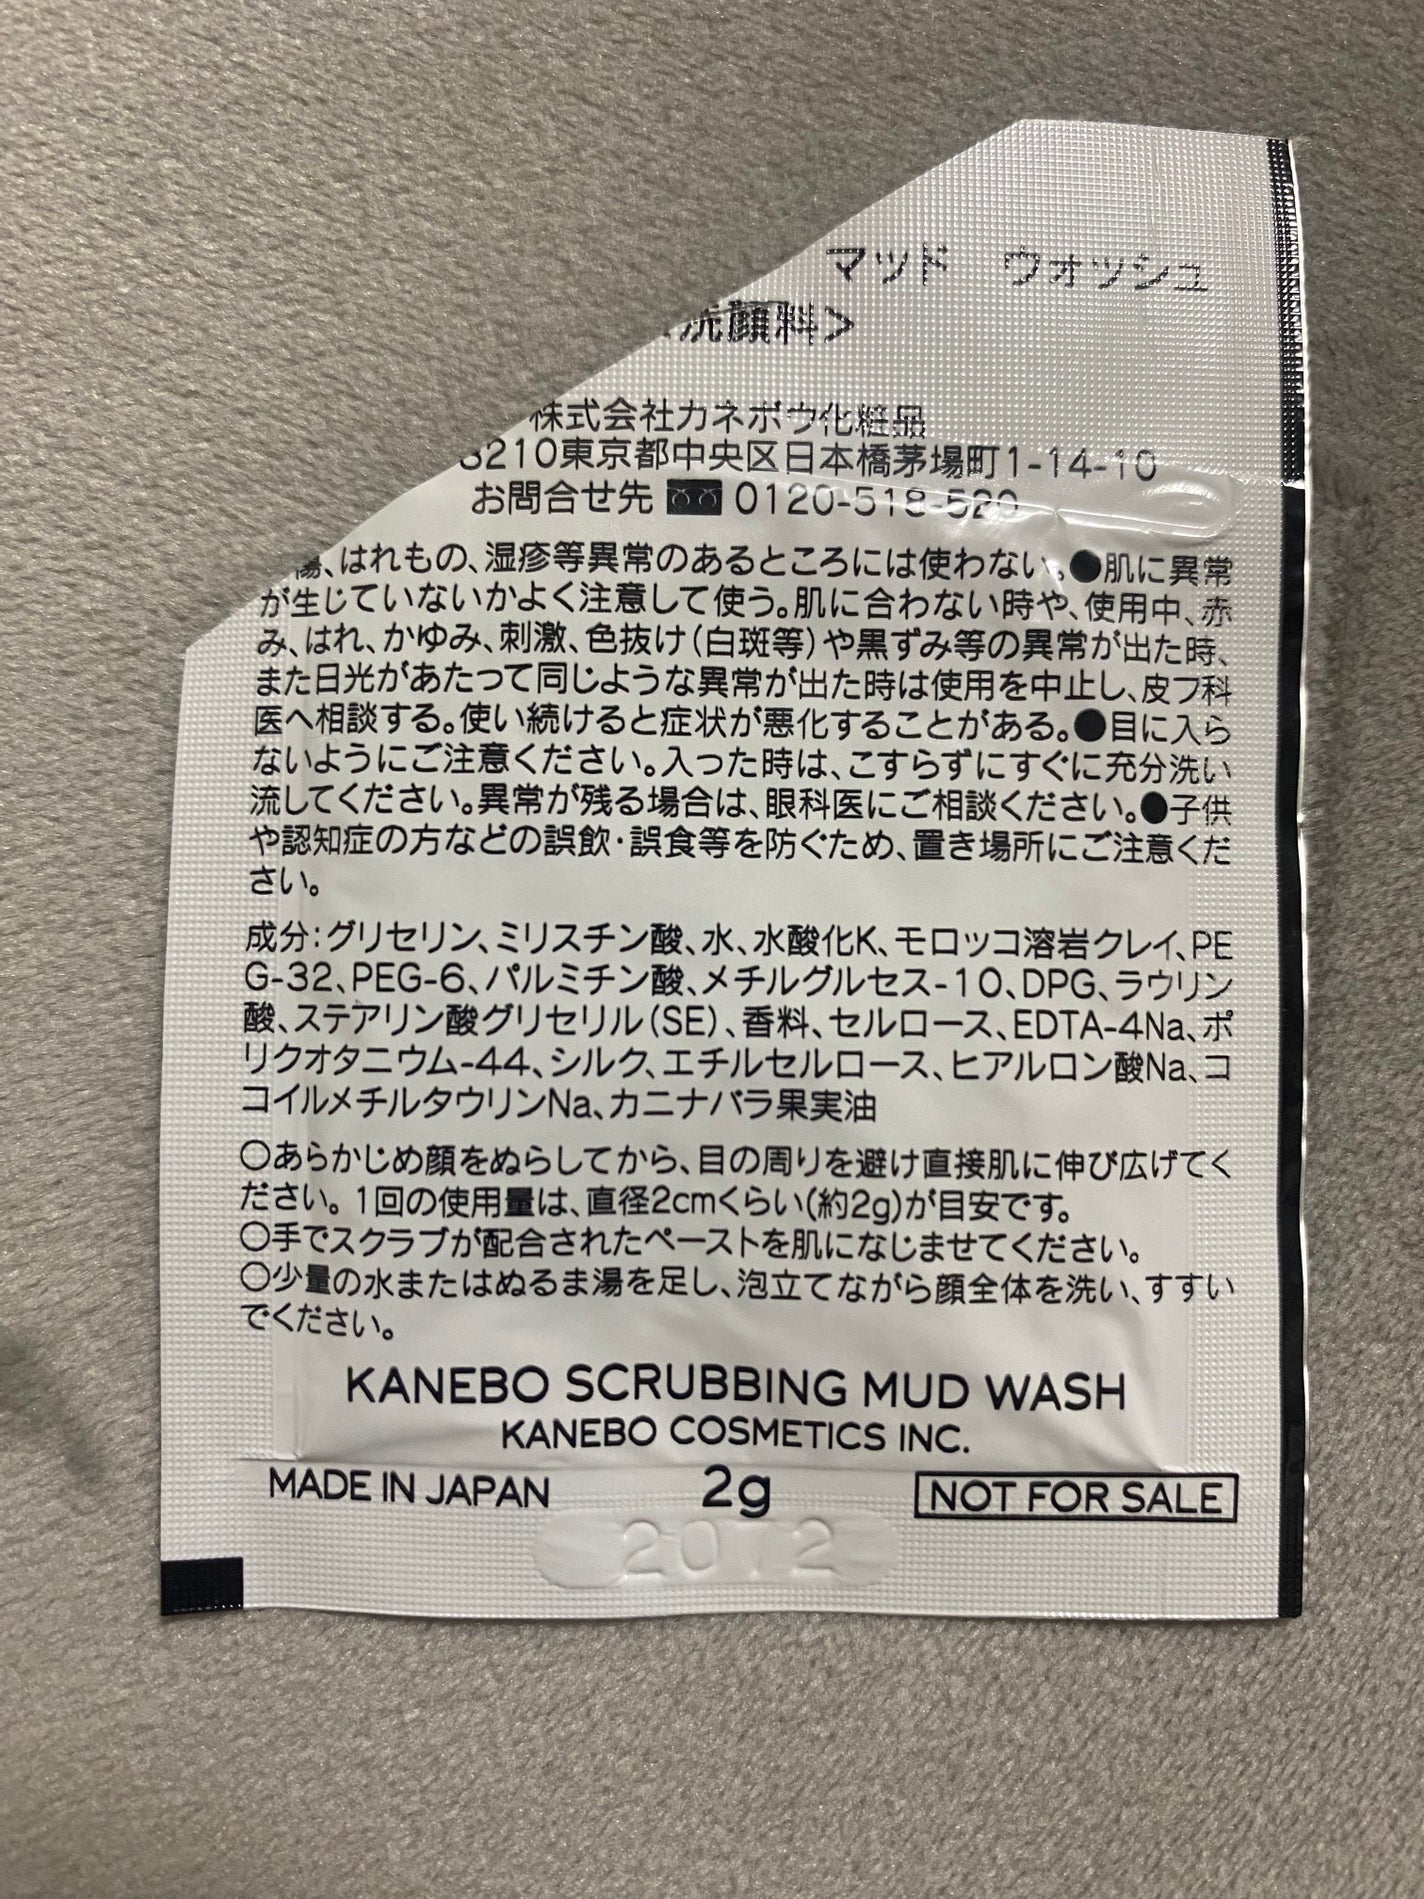 マッド ウォッシュ
洗顔料>
株式会社カネボウ化粧品
8210東京都中央区日本橋茅場町1-14-10
お問合せ先 0120-518-520
傷、はれもの、湿疹等異常のあるところには使わない。●肌に異常
が生じていないかよく注意して使う。肌に合わない時や、使用中、赤
み、はれ、かゆみ、刺激、色抜け(白斑等)や黒ずみ等の異常が出た時、
また日光があたって同じような異常が出た時は使用を中止し、皮フ科
医へ相談する。使い続けると症状が悪化することがある。●目に入ら
ないようにご注意ください。入った時は、こすらずにすぐに充分洗い
流してください。異常が残る場合は、眼科医にご相談ください。●子供
や認知症の方などの誤飲・誤食等を防ぐため、置き場所にご注意くだ
さい。
成分:グリセリン、ミリスチン酸、水、水酸化K、モロッコ溶岩クレイ、PE
G-32、PEG-6、パルミチン酸、メチルグルセス-10、DPG、ラウリン
酸、ステアリン酸グリセリル(SE)、香料、セルロース、EDTA-4Na、ポ
リクオタニウム-44、シルク、エチルセルロース、ヒアルロン酸Na、コ
コイルメチルタウリンNa、カニナバラ果実油
○あらかじめ顔をぬらしてから、目の周りを避け直接肌に伸び広げてく
ださい。1回の使用量は、直径2cmくらい(約2g)が目安です。
○手でスクラブが配合されたペーストを肌になじませてください。
○少量の水またはぬるま湯を足し、泡立てながら顔全体を洗い、すすい
でください。
KANEBO SCRUBBING MUD WASH
KANEBO COSMETICS INC.
MADE IN JAPAN 2g NOT FOR SALE